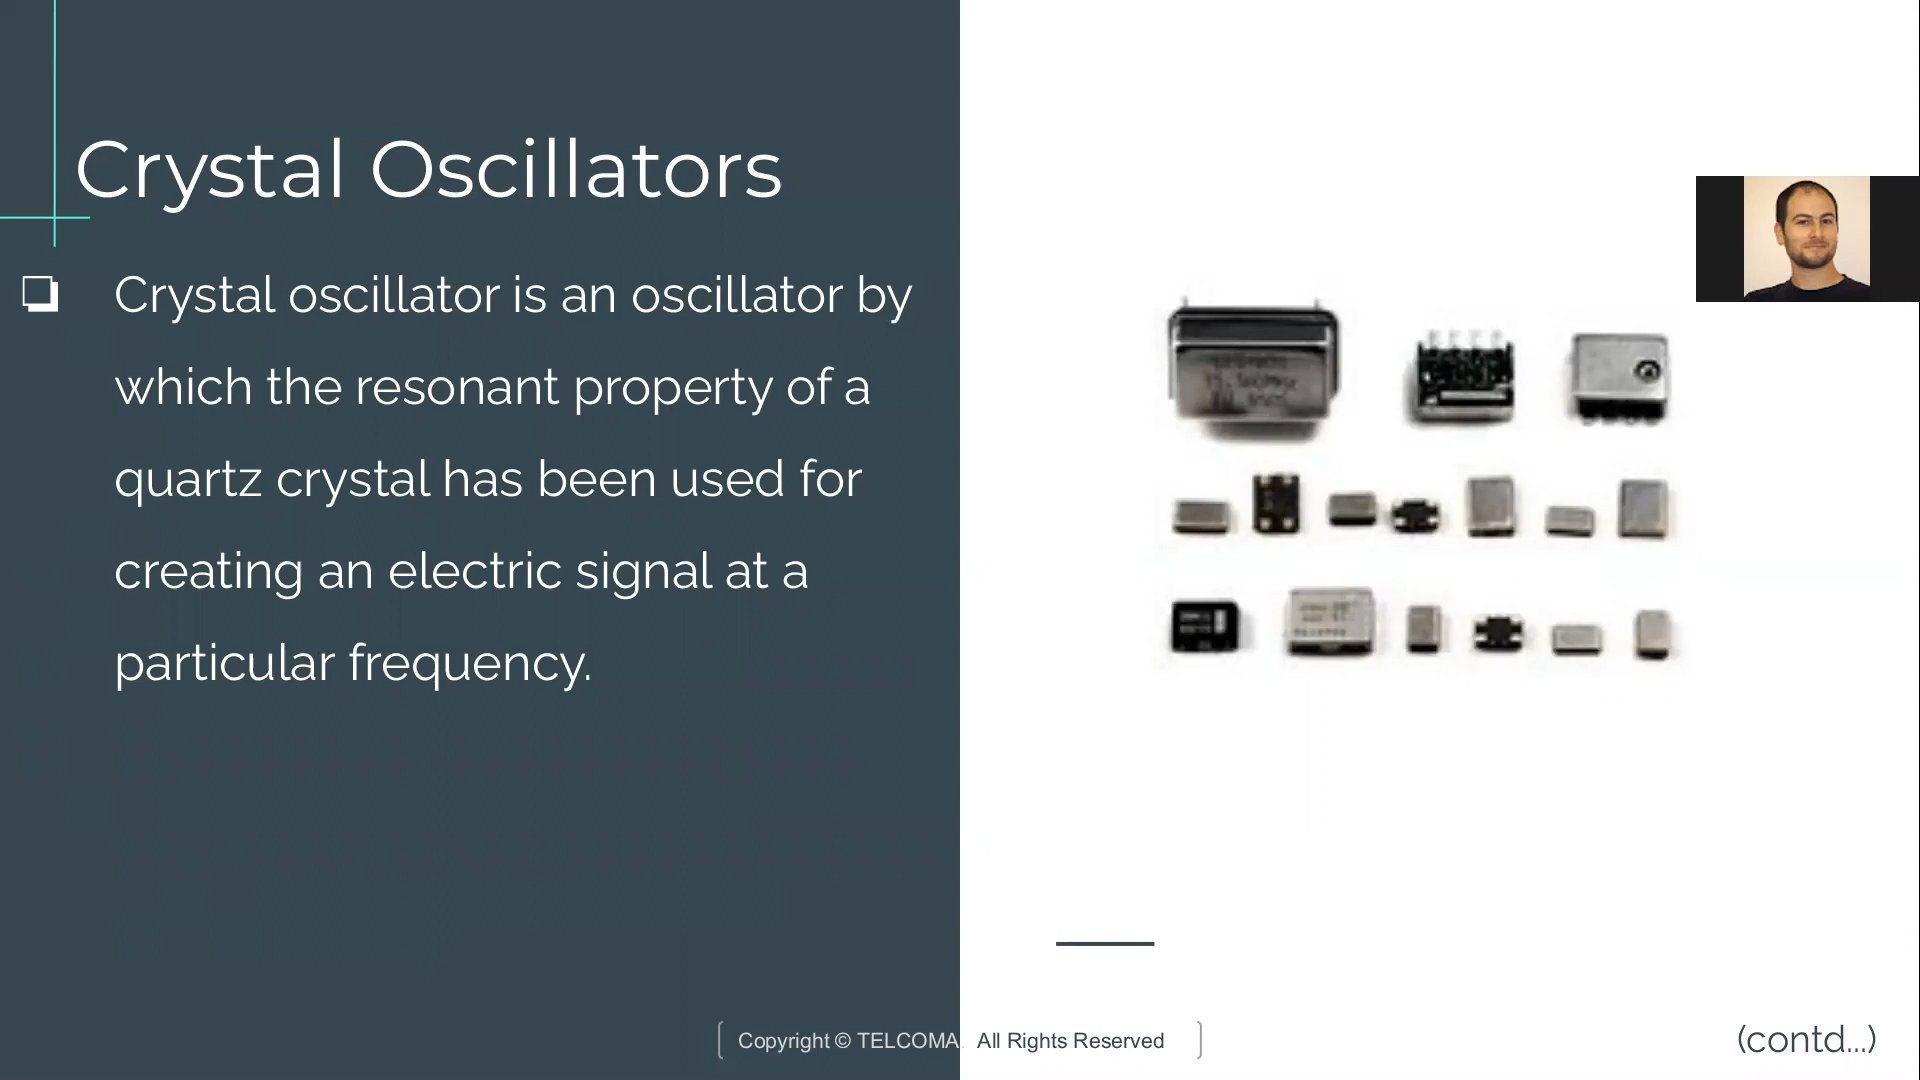 Crystal Oscillators
❏ Crystal oscillator is an oscillator by
which the resonant property of a
quartz crystal has been used for
creating an electric signal at a
particular frequency.
Copyright © TELCOMA. All Rights Reserved
(contd...)